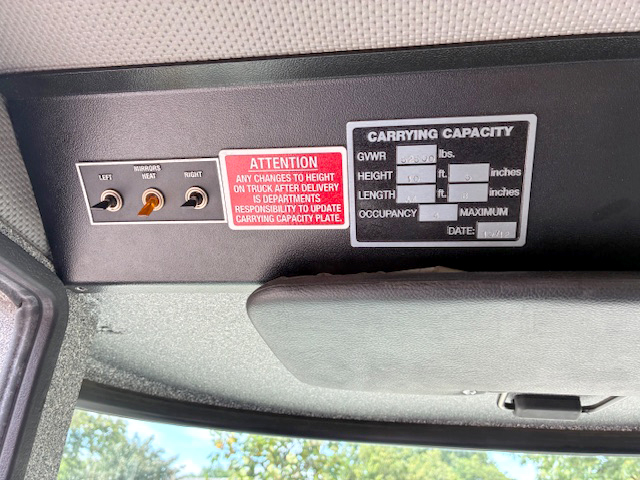 MIRRORS
LEFT HEAT RIGHT
ATTENTION
ANY CHANGES TO HEIGHT
ON TRUCK AFTER DELIVERY
IS DEPARTMENTS
RESPONSIBILITY TO UPDATE
CARRYING CAPACITY PLATE.
CARRYING CAPACITY
GVWR lbs.
HEIGHT ft. inches
LENGTH ft. inches
OCCUPANCY MAXIMUM
DATE: